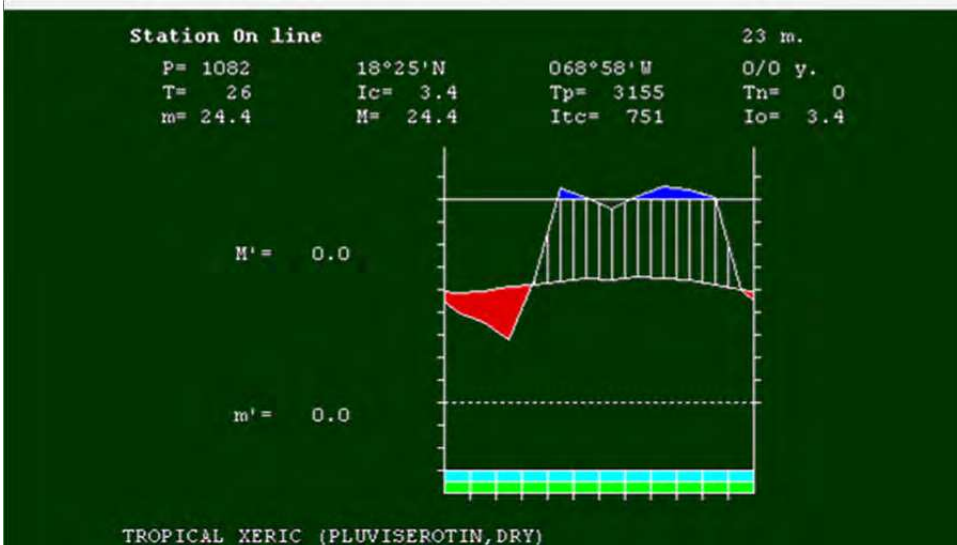 Station On line 23 m.
P= 1082 18°25'N 068°58'W 0/0 y.
T= 26 Ic= 3.4 Tp= 3155 Tn= 0
m= 24.4 M= 24.4 Itc= 751 Io= 3.4
M'= 0.0
m'= 0.0
TROPICAL XERIC (PLUVISEROTIN,DRY)